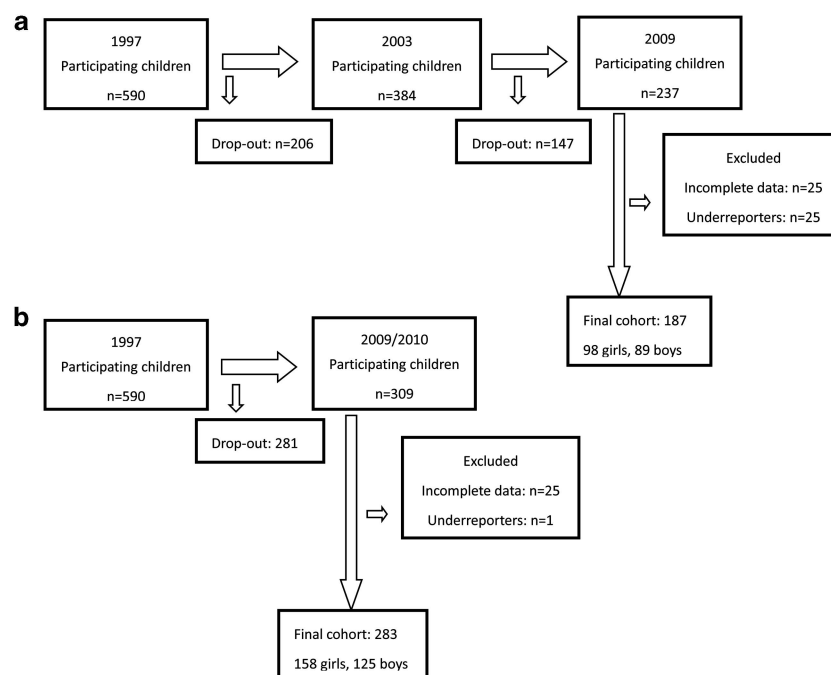 a
1997
Participating children
n=590
2003
Participating children
n=384
2009
Participating children
n=237
Drop-out: n=206
Drop-out: n=147
Excluded
Incomplete data: n=25
Underreporters: n=25
Final cohort: 187
98 girls, 89 boys
b
1997
Participating children
n=590
2009/2010
Participating children
n=309
Drop-out: 281
Excluded
Incomplete data: n=25
Underreporters: n=1
Final cohort: 283
158 girls, 125 boys